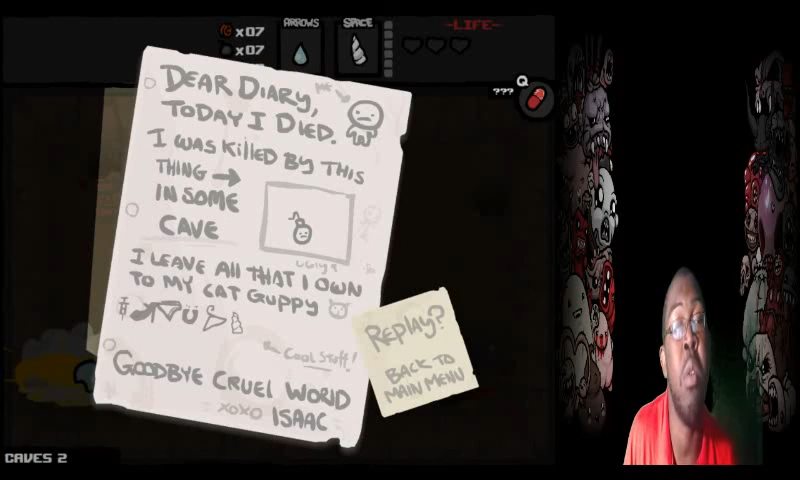 x07
x07
ARROWS
SPACE
-LIFE-
Q
???
DEAR DIARY,
TODAY I DIED.
ME
I WAS KILLED BY THIS
THING →
IN SOME
CAVE
UGLY
I LEAVE ALL THAT I OWN
TO MY CAT GUPPY
COOL STUFF!
GOODBYE CRUEL WORLD
XOXO ISAAC
REPLAY?
BACK TO
MAIN MENU
CAVES 2